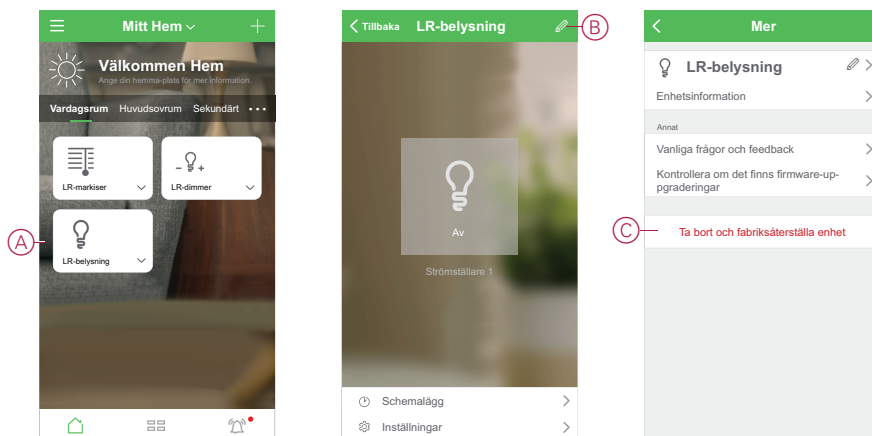 Mitt Hem
Välkommen Hem
Ange din hemma-plats för mer information.
Vardagsrum Huvudsovrum Sekundärt
LR-markiser
LR-dimmer
A
LR-belysning
Tillbaka LR-belysning
B
Av
Strömställare 1
Schemalägg
Inställningar
Mer
LR-belysning
Enhetsinformation
Annat
Vanliga frågor och feedback
Kontrollera om det finns firmware-up-
pgraderingar
C
Ta bort och fabriksåterställa enhet